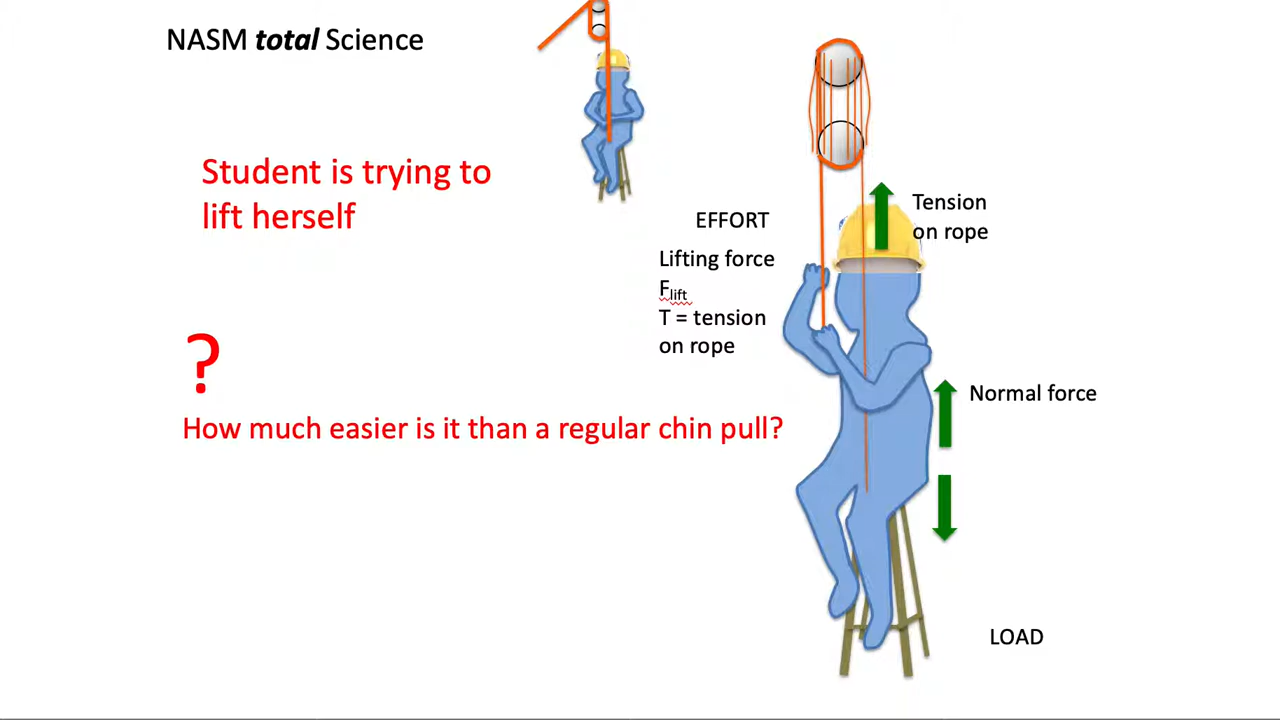 NASM total Science
Student is trying to
lift herself
?
How much easier is it than a regular chin pull?
EFFORT
Lifting force
Flift
T = tension
on rope
Tension
on rope
Normal force
LOAD